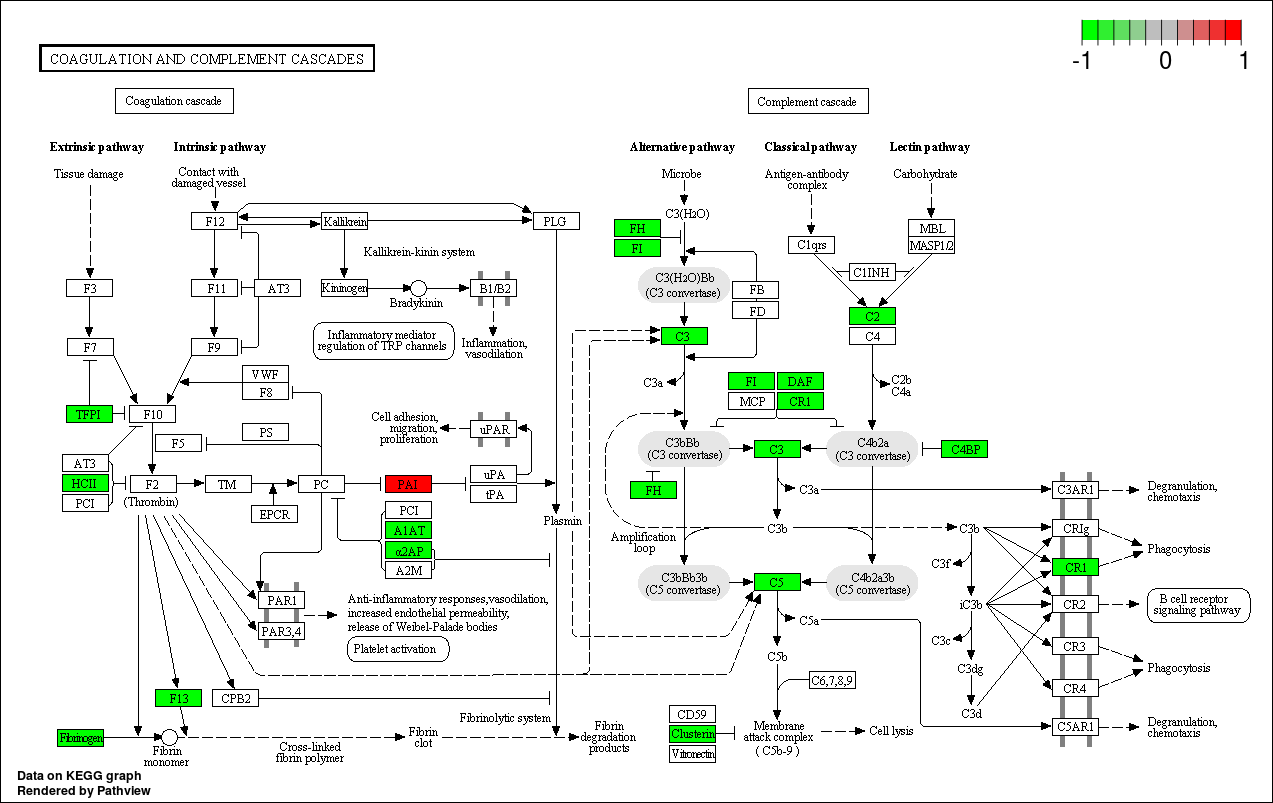 COAGULATION AND COMPLEMENT CASCADES
-1 0 1
Coagulation cascade
Complement cascade
Extrinsic pathway
Intrinsic pathway
Alternative pathway
Classical pathway
Lectin pathway
Tissue damage
Contact with
damaged vessel
Microbe
Antigen-antibody
complex
Carbohydrate
F12
Kallikrein
PLG
C3(H2O)
FH
FI
MBL
MASP1/2
C1qrs
C1INH
Kallikrein-kinin system
F3
F11
AT3
Kininogen
Bradykinin
B1/B2
C3(H2O)Bb
(C3 convertase)
FB
FD
C2
C4
Inflammatory mediator
regulation of TRP channels
Inflammation,
vasodilation
F7
F9
C3
VWF
F8
C3a
FI
DAF
MCP
CR1
C2b
C4a
TFPI
F10
Cell adhesion,
migration,
proliferation
uPAR
F5
PS
C3bBb
(C3 convertase)
C3
C4b2a
(C3 convertase)
C4BP
AT3
HCII
PCI
F2
(Thrombin)
TM
PC
EPCR
PAI
uPA
tPA
FH
C3a
C3AR1
Degranulation,
chemotaxis
PCI
A1AT
α2AP
A2M
Plasmin
Amplification
loop
C3b
C3b
CRIg
Phagocytosis
C3f
CR1
C3bBb3b
(C5 convertase)
C5
C4b2a3b
(C5 convertase)
PAR1
PAR3,4
Anti-inflammatory responses,vasodilation,
increased endothelial permeability,
release of Weibel-Palade bodies
Platelet activation
iC3b
CR2
B cell receptor
signaling pathway
C5a
C3c
CR3
C5b
C3dg
Phagocytosis
C6,7,8,9
CR4
F13
CPB2
C3d
Fibrinolytic system
CD59
Clusterin
Vitronectin
Membrane
attack complex
(C5b-9)
Cell lysis
C5AR1
Degranulation,
chemotaxis
Fibrinogen
Fibrin
monomer
Cross-linked
fibrin polymer
Fibrin
clot
Fibrin
degradation
products
Data on KEGG graph
Rendered by Pathview